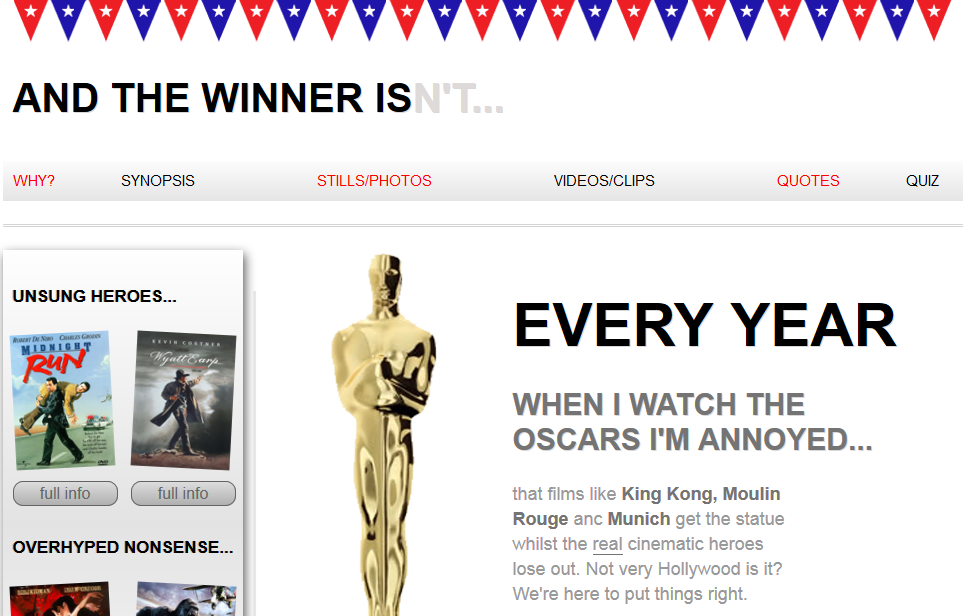 AND THE WINNER ISN'T...
WHY? SYNOPSIS STILLS/PHOTOS VIDEOS/CLIPS QUOTES QUIZ
UNSUNG HEROES...
ROBERT DE NIRO CHARLES GRODIN
MIDNIGHT
RUN
KEVIN COSTNER
Wyatt Earp
full info full info
OVERHYPED NONSENSE...
EVERY YEAR
WHEN I WATCH THE
OSCARS I'M ANNOYED...
that films like King Kong, Moulin
Rouge anc Munich get the statue
whilst the real cinematic heroes
lose out. Not very Hollywood is it?
We're here to put things right.